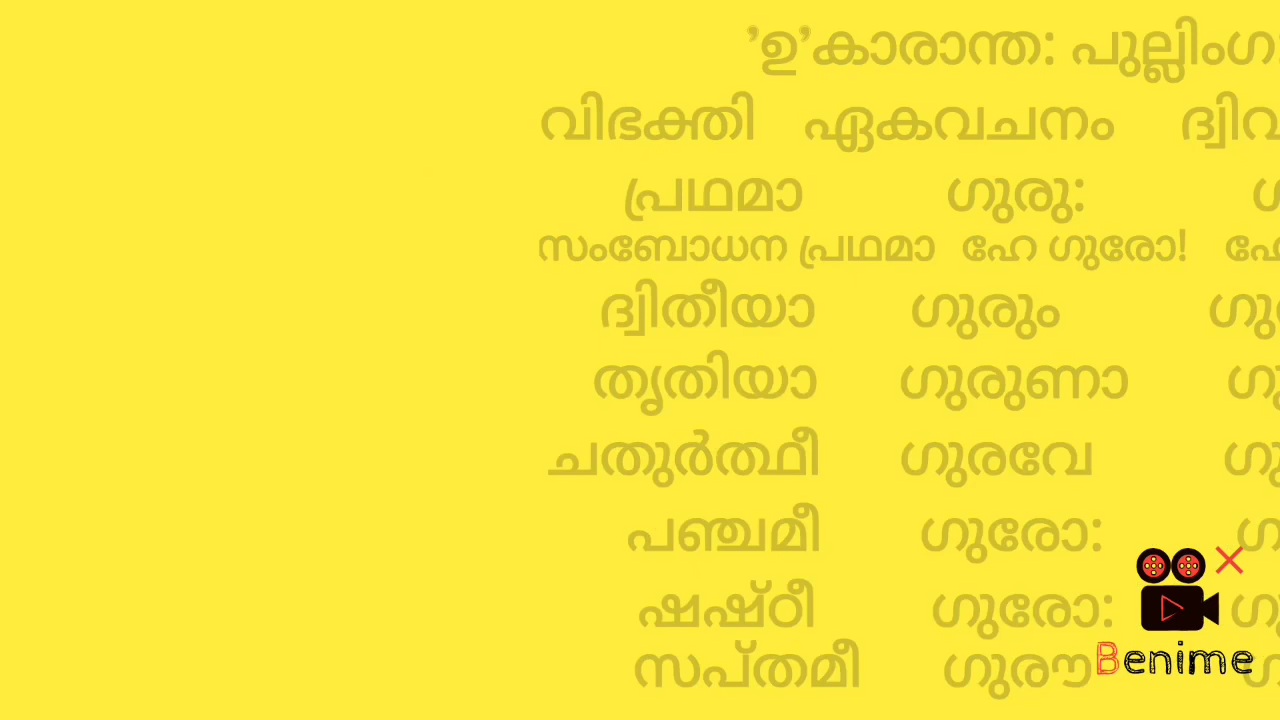 ’ഉ’കാരാന്ത: പുല്ലിംഗ:
വിഭക്തി ഏകവചനം
പ്രഥമാ ഗുരു:
സംബോധന പ്രഥമാ ഹേ ഗുരോ!
ദ്വിതീയാ ഗുരും
തൃതിയാ ഗുരുണാ
ചതുർത്ഥീ ഗുരവേ
പഞ്ചമീ ഗുരോ:
ഷഷ്ഠീ ഗുരോ:
സപ്തമീ ഗുരൗ
Benime